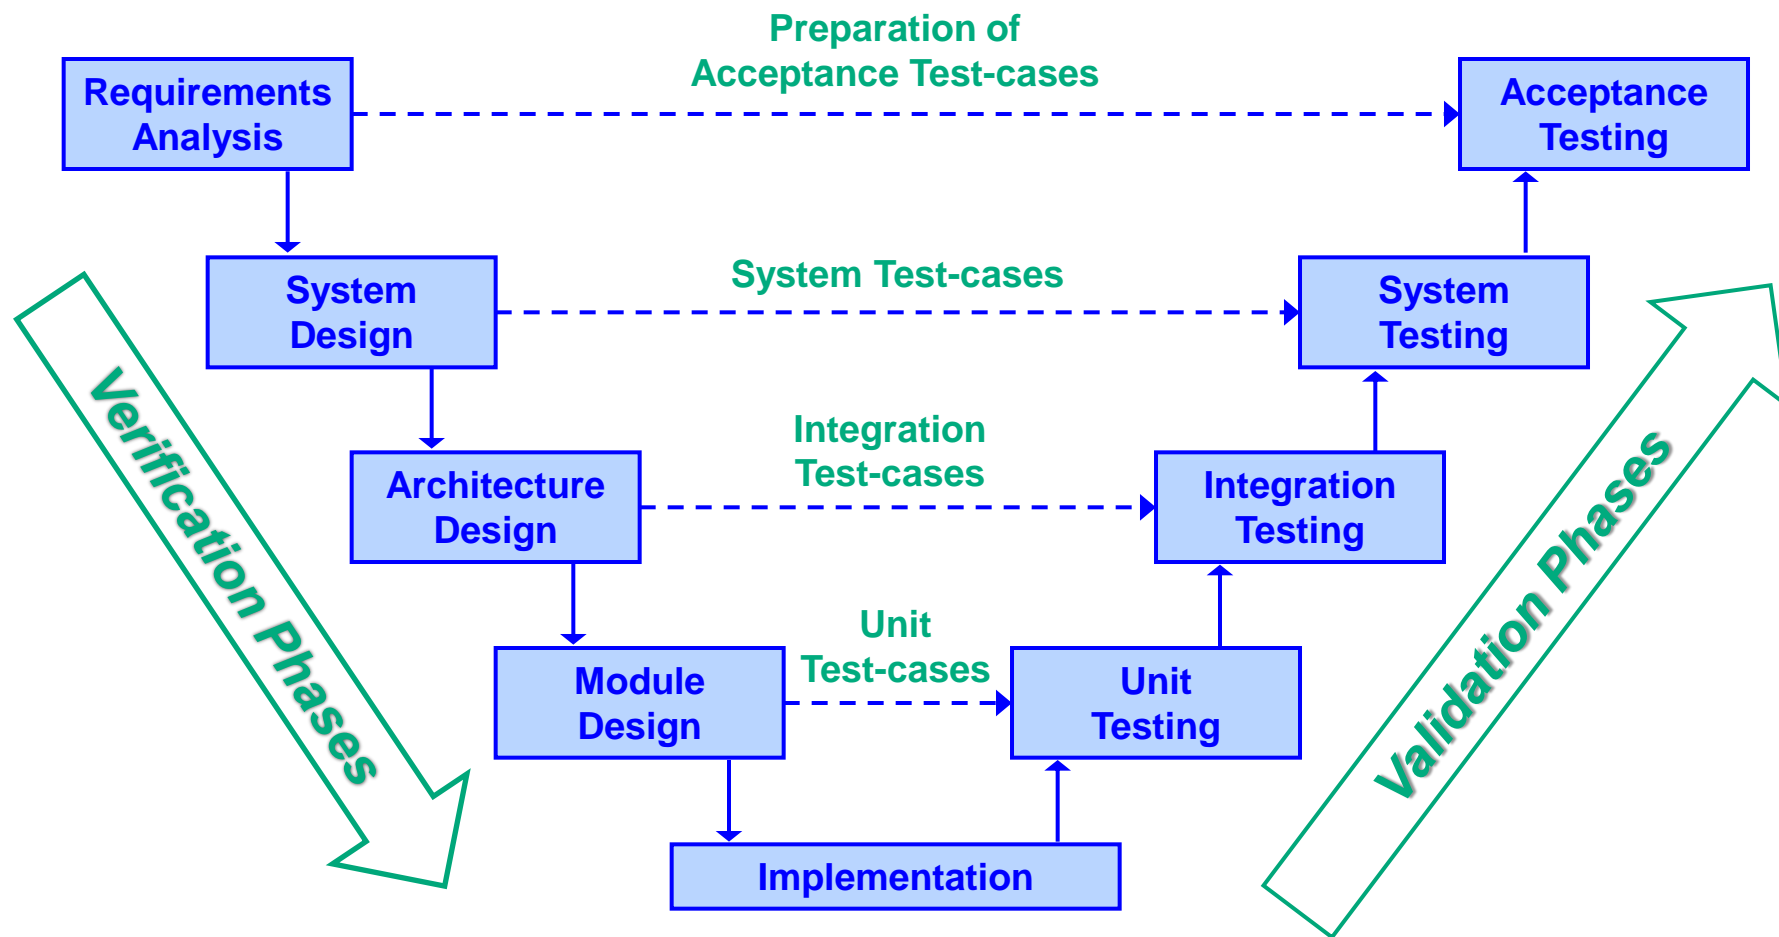 Preparation of
Acceptance Test-cases
Requirements
Analysis
Acceptance
Testing
System Test-cases
System
Design
System
Testing
Integration
Test-cases
Architecture
Design
Integration
Testing
Unit
Test-cases
Module
Design
Unit
Testing
Implementation
Verification Phases
Validation Phases